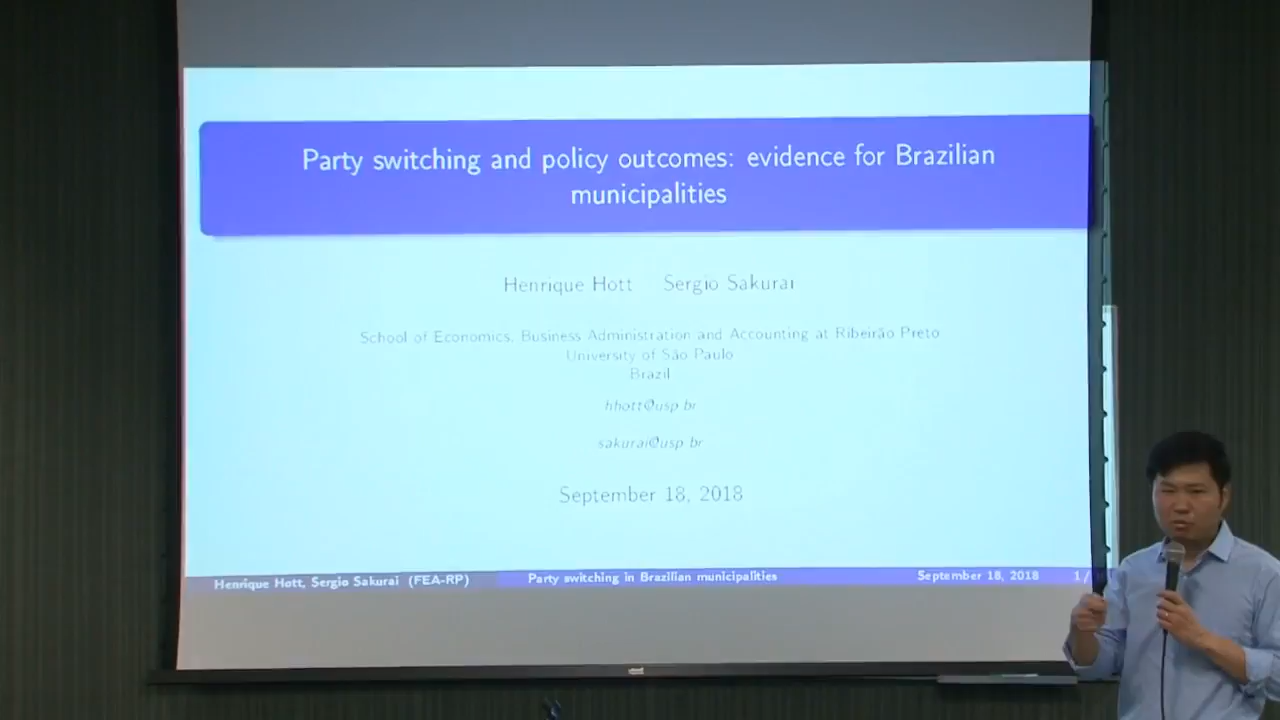 Party switching and policy outcomes: evidence for Brazilian
municipalities
Henrique Hott Sergio Sakurai
School of Economics, Business Administration and Accounting at Ribeirão Preto
University of São Paulo
Brazil
hhott@usp.br
sakurai@usp.br
September 18, 2018
Henrique Hott, Sergio Sakurai (FEA-RP) Party switching in Brazilian municipalities September 18, 2018 1 /